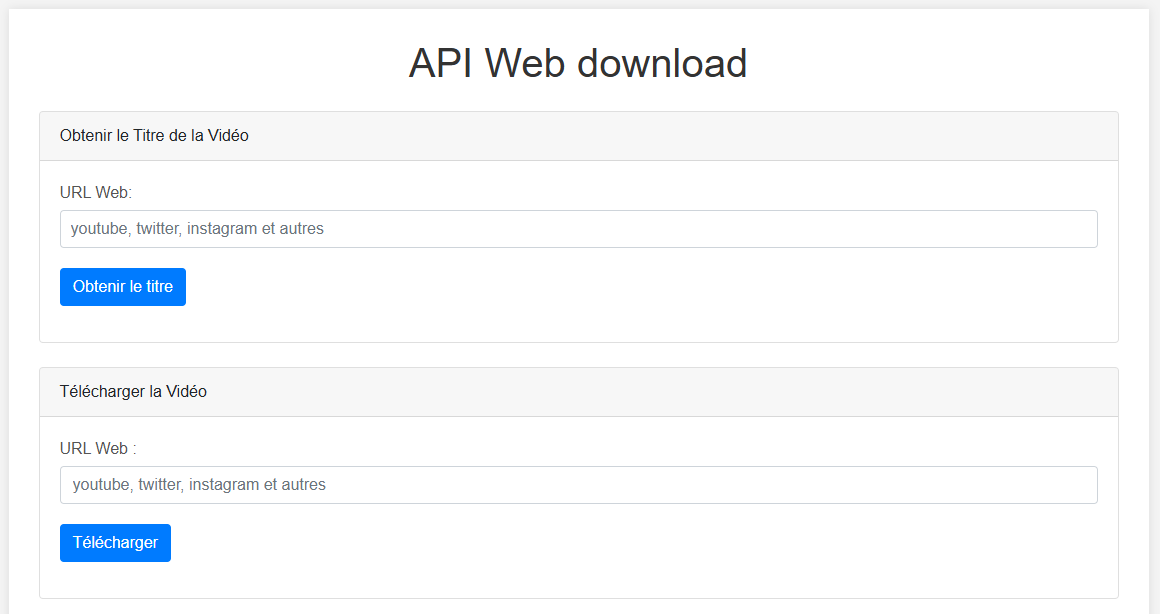 API Web download
Obtenir le Titre de la Vidéo
URL Web:
youtube, twitter, instagram et autres
Obtenir le titre
Télécharger la Vidéo
URL Web :
youtube, twitter, instagram et autres
Télécharger